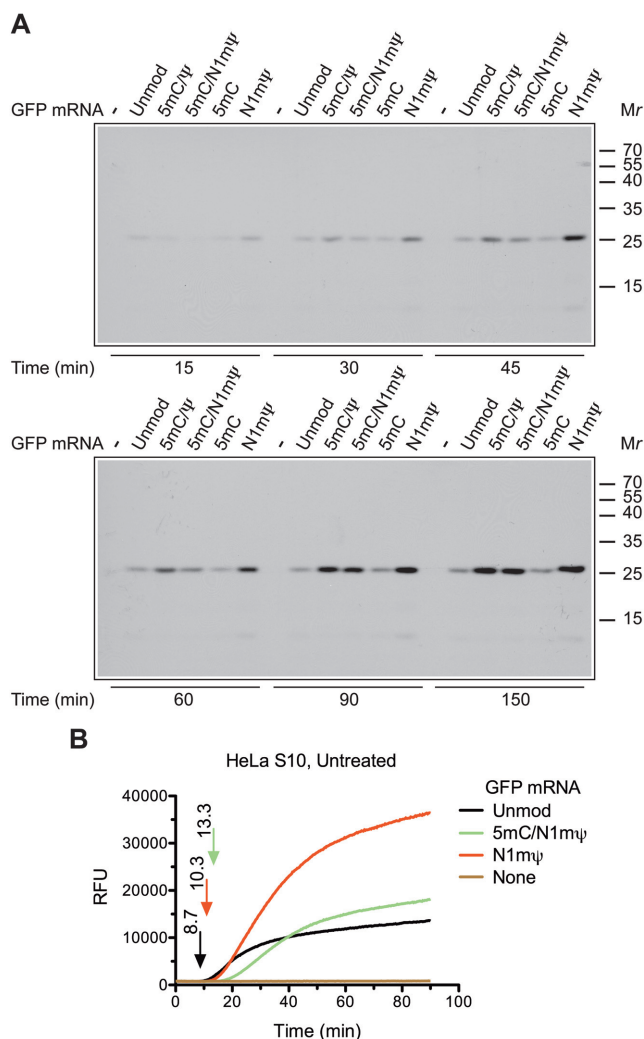 A
GFP mRNA - Unmod 5mC/Ψ 5mC/N1mΨ 5mC N1mΨ - Unmod 5mC/Ψ 5mC/N1mΨ 5mC N1mΨ - Unmod 5mC/Ψ 5mC/N1mΨ 5mC N1mΨ Mr
70
55
40
35
25
15
Time (min) 15 30 45
GFP mRNA - Unmod 5mC/Ψ 5mC/N1mΨ 5mC N1mΨ - Unmod 5mC/Ψ 5mC/N1mΨ 5mC N1mΨ - Unmod 5mC/Ψ 5mC/N1mΨ 5mC N1mΨ Mr
70
55
40
35
25
15
Time (min) 60 90 150
B
HeLa S10, Untreated
GFP mRNA
Unmod
5mC/N1mψ
N1mψ
None
RFU
40000
30000
20000
10000
0
13.3
10.3
8.7
0 20 40 60 80 100
Time (min)